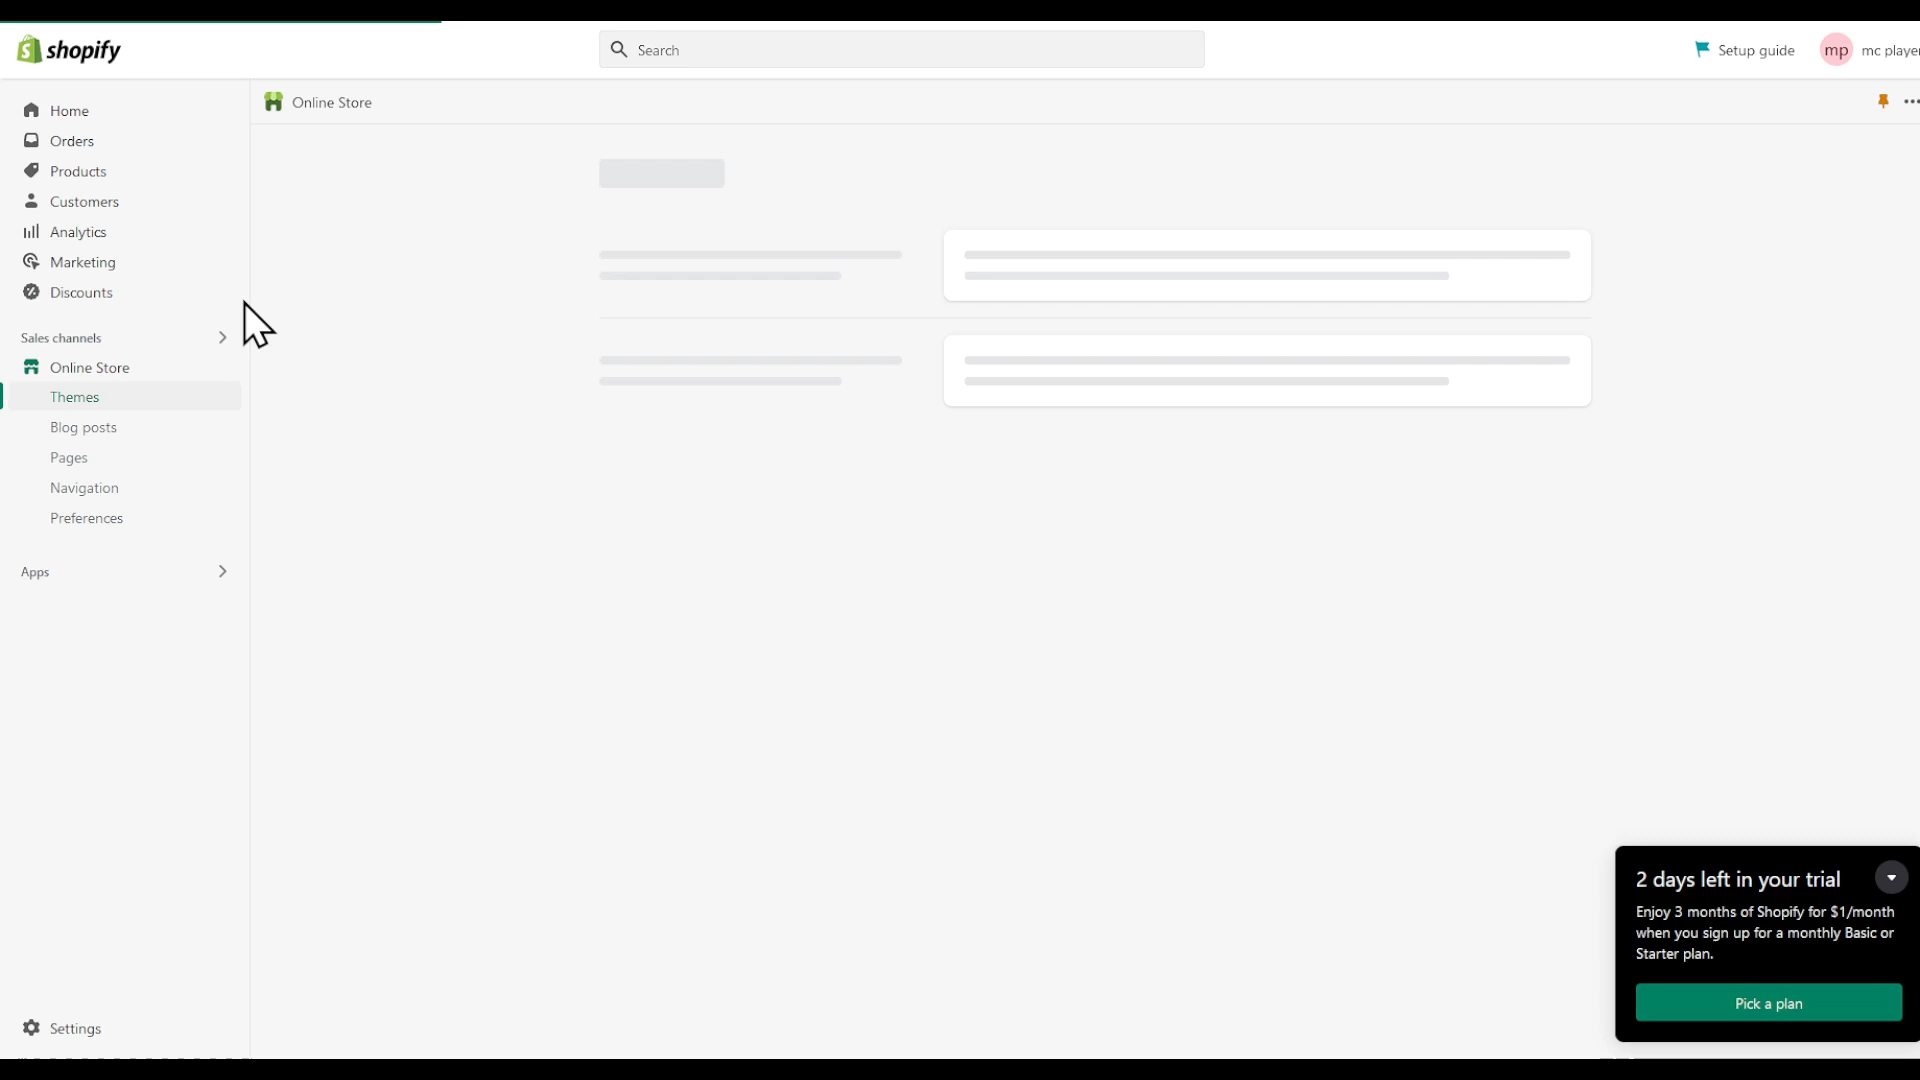 shopify
Search
Setup guide
mp
mc player
Online Store
Home
Orders
Products
Customers
Analytics
Marketing
Discounts
Sales channels
Online Store
Themes
Blog posts
Pages
Navigation
Preferences
Apps
Settings
2 days left in your trial
Enjoy 3 months of Shopify for $1/month
when you sign up for a monthly Basic or
Starter plan.
Pick a plan